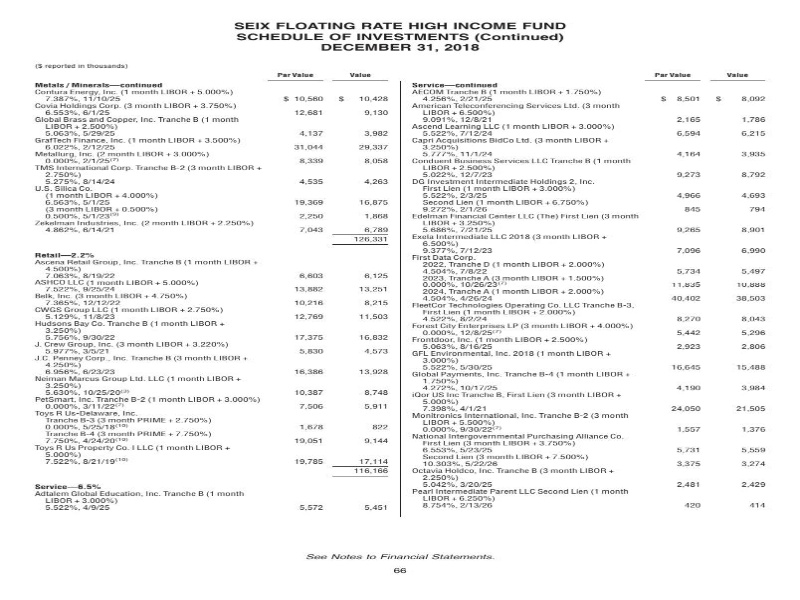 SEIX FLOATING RATE HIGH INCOME FUND
SCHEDULE OF INVESTMENTS (Continued)
DECEMBER 31, 2018
($ reported in thousands)
Par Value Value
Metals / Minerals—continued
Contura Energy, Inc. (1 month LIBOR + 5.000%)
7.387%, 11/10/25 $ 10,560 $ 10,428
Covia Holdings Corp. (3 month LIBOR + 3.750%)
6.553%, 6/1/25 12,681 9,130
Global Brass and Copper, Inc. Tranche B (1 month
LIBOR + 2.500%)
5.063%, 5/29/25 4,137 3,982
GrafTech Finance, Inc. (1 month LIBOR + 3.500%)
6.022%, 2/12/25 31,044 29,337
Metallurg, Inc. (2 month LIBOR + 3.000%)
0.000%, 2/1/25(7) 8,339 8,058
TMS International Corp. Tranche B-2 (3 month LIBOR +
2.750%)
5.275%, 8/14/24 4,535 4,263
U.S. Silica Co.
(1 month LIBOR + 4.000%)
6.563%, 5/1/25 19,369 16,875
(3 month LIBOR + 0.500%)
0.500%, 5/1/23 2,250 1,868
Zekelman Industries, Inc. (2 month LIBOR + 2.250%)
4.862%, 6/14/21 7,043 6,789
126,331
Retail—2.2%
Ascena Retail Group, Inc. Tranche B (1 month LIBOR +
4.500%)
7.063%, 8/19/22 6,603 6,125
ASHCO LLC (1 month LIBOR + 5.000%)
7.522%, 9/25/24 13,882 13,251
Belk, Inc. (3 month LIBOR + 4.750%)
7.365%, 12/12/22 10,216 8,215
CWGS Group LLC (1 month LIBOR + 2.750%)
5.129%, 11/8/23 12,769 11,503
Hudsons Bay Co. Tranche B (1 month LIBOR +
3.250%)
5.756%, 9/30/22 17,375 16,832
J. Crew Group, Inc. (3 month LIBOR + 3.220%)
5.977%, 3/5/21 5,830 4,573
J.C. Penney Corp., Inc. Tranche B (3 month LIBOR +
4.250%)
6.956%, 6/23/23 16,386 13,928
Neiman Marcus Group Ltd. LLC (1 month LIBOR +
3.250%)
5.630%, 10/25/20 10,387 8,748
PetSmart, Inc. Tranche B-2 (1 month LIBOR + 3.000%)
0.000%, 3/11/22(7) 7,506 5,911
Toys R Us-Delaware, Inc.
Tranche B-3 (3 month PRIME + 2.750%)
0.000%, 5/25/18(10) 1,678 822
Tranche B-4 (3 month PRIME + 7.750%)
7.750%, 4/24/20(10) 19,051 9,144
Toys R Us Property Co. I LLC (1 month LIBOR +
5.000%)
7.522%, 8/21/19(10) 19,785 17,114
116,166
Service—6.5%
Adtalem Global Education, Inc. Tranche B (1 month
LIBOR + 3.000%)
5.522%, 4/9/25 5,572 5,451
Par Value Value
Service—continued
AECOM Tranche B (1 month LIBOR + 1.750%)
4.256%, 2/21/25 $ 8,501 $ 8,092
American Teleconferencing Services Ltd. (3 month
LIBOR + 6.500%)
9.091%, 12/8/21 2,165 1,786
Ascend Learning LLC (1 month LIBOR + 3.000%)
5.522%, 7/12/24 6,594 6,215
Capri Acquisitions BidCo Ltd. (3 month LIBOR +
3.250%)
5.777%, 11/1/24 4,164 3,935
Conduent Business Services LLC Tranche B (1 month
LIBOR + 2.500%)
5.022%, 12/7/23 9,273 8,792
DG Investment Intermediate Holdings 2, Inc.
First Lien (1 month LIBOR + 3.000%)
5.522%, 2/3/25 4,966 4,693
Second Lien (1 month LIBOR + 6.750%)
9.272%, 2/1/26 845 794
Edelman Financial Center LLC (The) First Lien (3 month
LIBOR + 3.250%)
5.686%, 7/21/25 9,265 8,901
Exela Intermediate LLC 2018 (3 month LIBOR +
6.500%)
9.377%, 7/12/23 7,096 6,990
First Data Corp.
2022, Tranche D (1 month LIBOR + 2.000%)
4.504%, 7/8/22 5,734 5,497
2023, Tranche A (3 month LIBOR + 1.500%)
0.000%, 10/26/23(7) 11,835 10,888
2024, Tranche A (1 month LIBOR + 2.000%)
4.504%, 4/26/24 40,402 38,503
FleetCor Technologies Operating Co. LLC Tranche B-3,
First Lien (1 month LIBOR + 2.000%)
4.522%, 8/2/24 8,270 8,043
Forest City Enterprises LP (3 month LIBOR + 4.000%)
0.000%, 12/8/25(7) 5,442 5,296
Frontdoor, Inc. (1 month LIBOR + 2.500%)
5.063%, 8/16/25 2,923 2,806
GFL Environmental, Inc. 2018 (1 month LIBOR +
3.000%)
5.522%, 5/30/25 16,645 15,488
Global Payments, Inc. Tranche B-4 (1 month LIBOR +
1.750%)
4.272%, 10/17/25 4,190 3,984
iQor US Inc Tranche B, First Lien (3 month LIBOR +
5.000%)
7.398%, 4/1/21 24,050 21,505
Monitronics International, Inc. Tranche B-2 (3 month
LIBOR + 5.500%)
0.000%, 9/30/22(7) 1,557 1,376
National Intergovernmental Purchasing Alliance Co.
First Lien (3 month LIBOR + 3.750%)
6.553%, 5/23/25 5,731 5,559
Second Lien (3 month LIBOR + 7.500%)
10.303%, 5/22/26 3,375 3,274
Octavia Holdco, Inc. Tranche B (3 month LIBOR +
2.250%)
5.042%, 3/20/25 2,481 2,429
Pearl Intermediate Parent LLC Second Lien (1 month
LIBOR + 6.250%)
8.754%, 2/13/26 420 414
See Notes to Financial Statements.
66